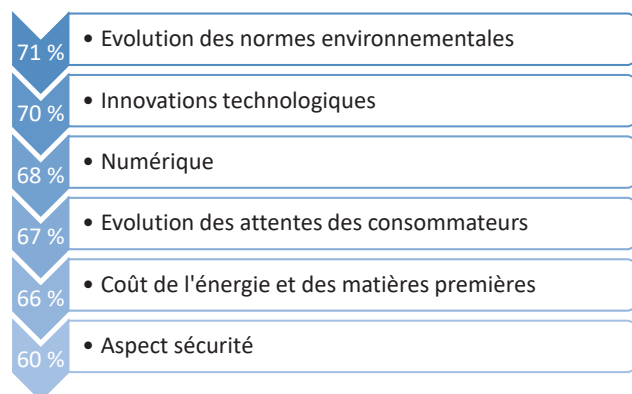 71 %
• Evolution des normes environnementales
70 %
• Innovations technologiques
68 %
• Numérique
67 %
• Evolution des attentes des consommateurs
66 %
• Coût de l'énergie et des matières premières
60 %
• Aspect sécurité